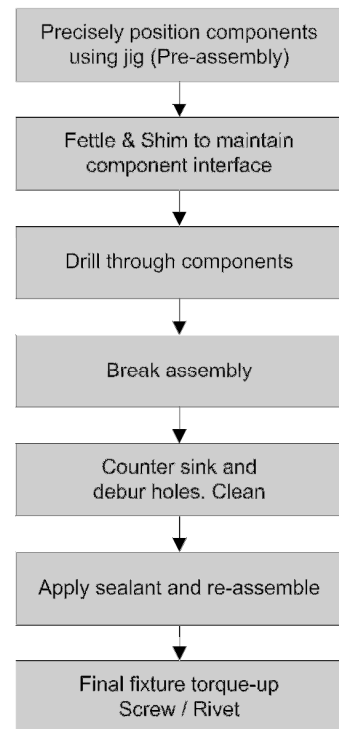 Precisely position components
using jig (Pre-assembly)
Fettle & Shim to maintain
component interface
Drill through components
Break assembly
Counter sink and
debur holes. Clean
Apply sealant and re-assemble
Final fixture torque-up
Screw / Rivet